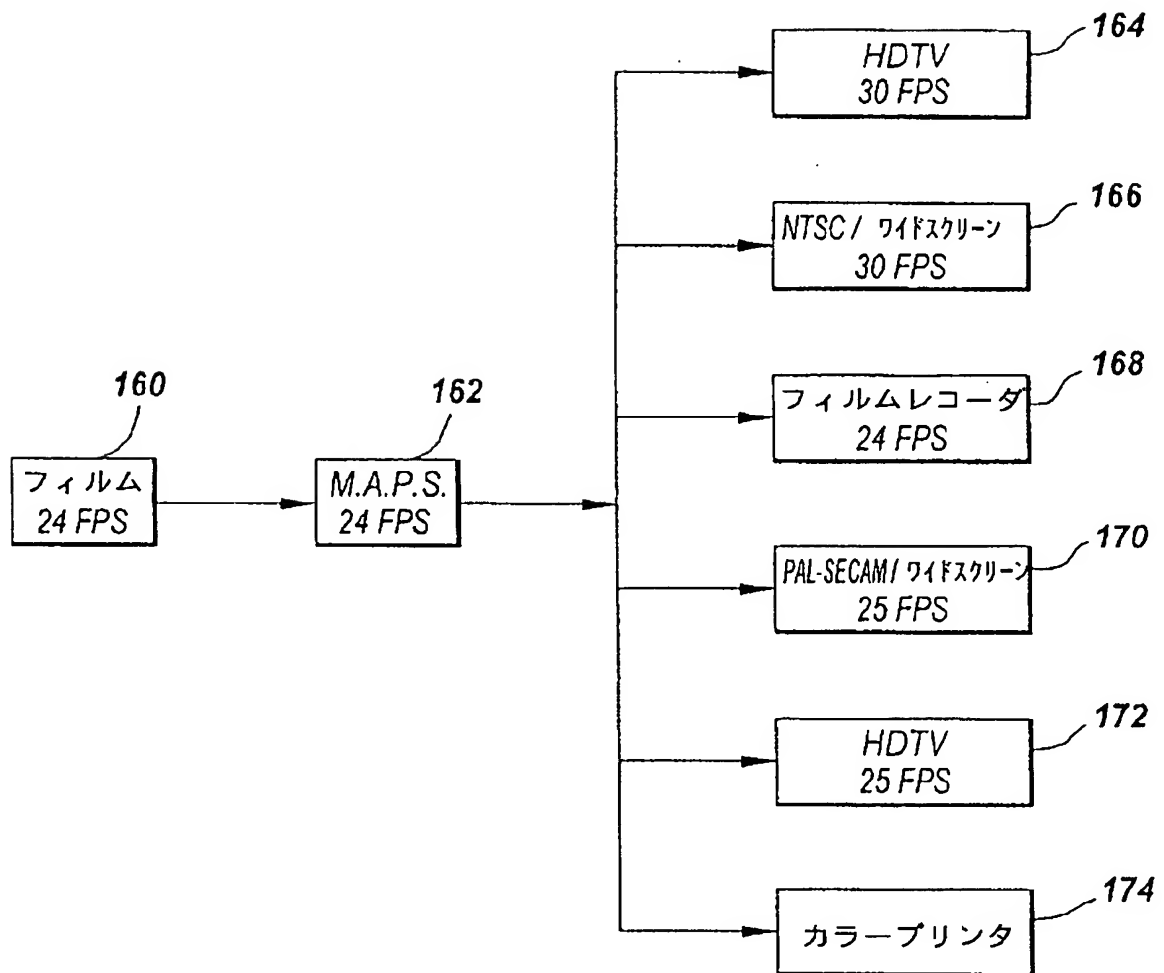 164
HDTV
30 FPS
166
NTSC / ワイドスクリーン
30 FPS
168
フィルムレコーダ
24 FPS
160
フィルム
24 FPS
162
M.A.P.S.
24 FPS
170
PAL-SECAM / ワイドスクリーン
25 FPS
172
HDTV
25 FPS
174
カラープリンタ